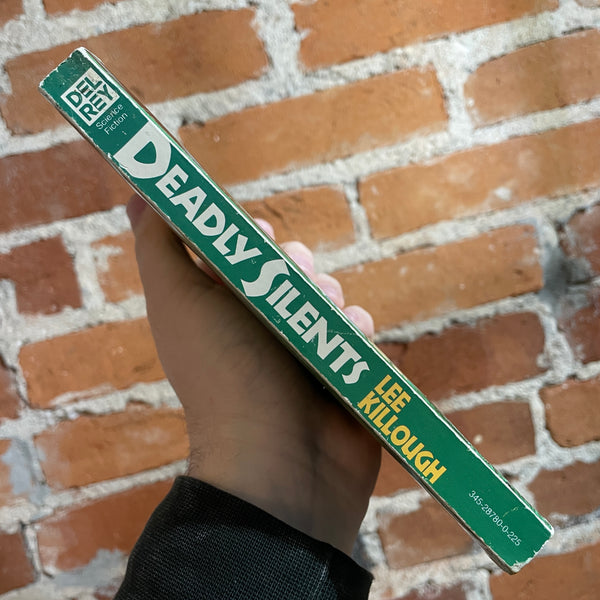 DEL
REY
Science
Fiction
DEADLY SILENTS
LEE
KILLOUGH
345-28780-0-225